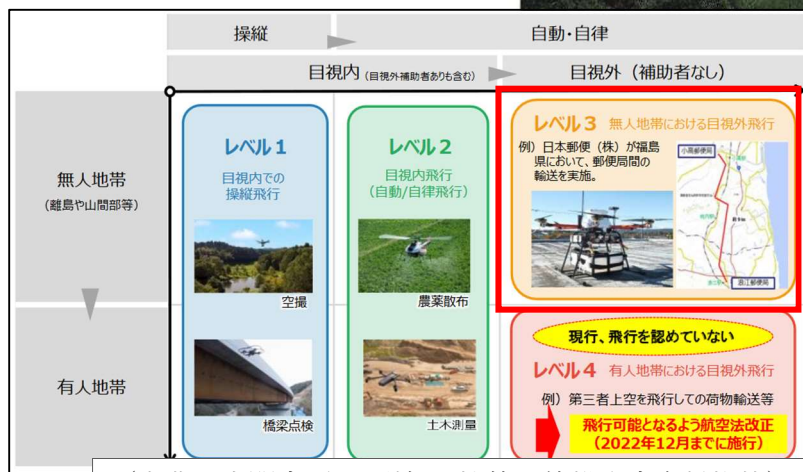 操縦
自動・自律
目視内（目視外補助者ありも含む）
目視外（補助者なし）
無人地帯
（離島や山間部等）
有人地帯
レベル1
目視内での
操縦飛行
空撮
橋梁点検
レベル2
目視内飛行
（自動/自律飛行）
農薬散布
土木測量
レベル3 無人地帯における目視外飛行
例）日本郵便（株）が福島
県において、郵便局間の
輸送を実施。
小高郵便局
浪江郵便局
現行、飛行を認めていない
レベル4 有人地帯における目視外飛行
例）第三者上空を飛行しての荷物輸送等
飛行可能となるよう航空法改正
（2022年12月までに施行）